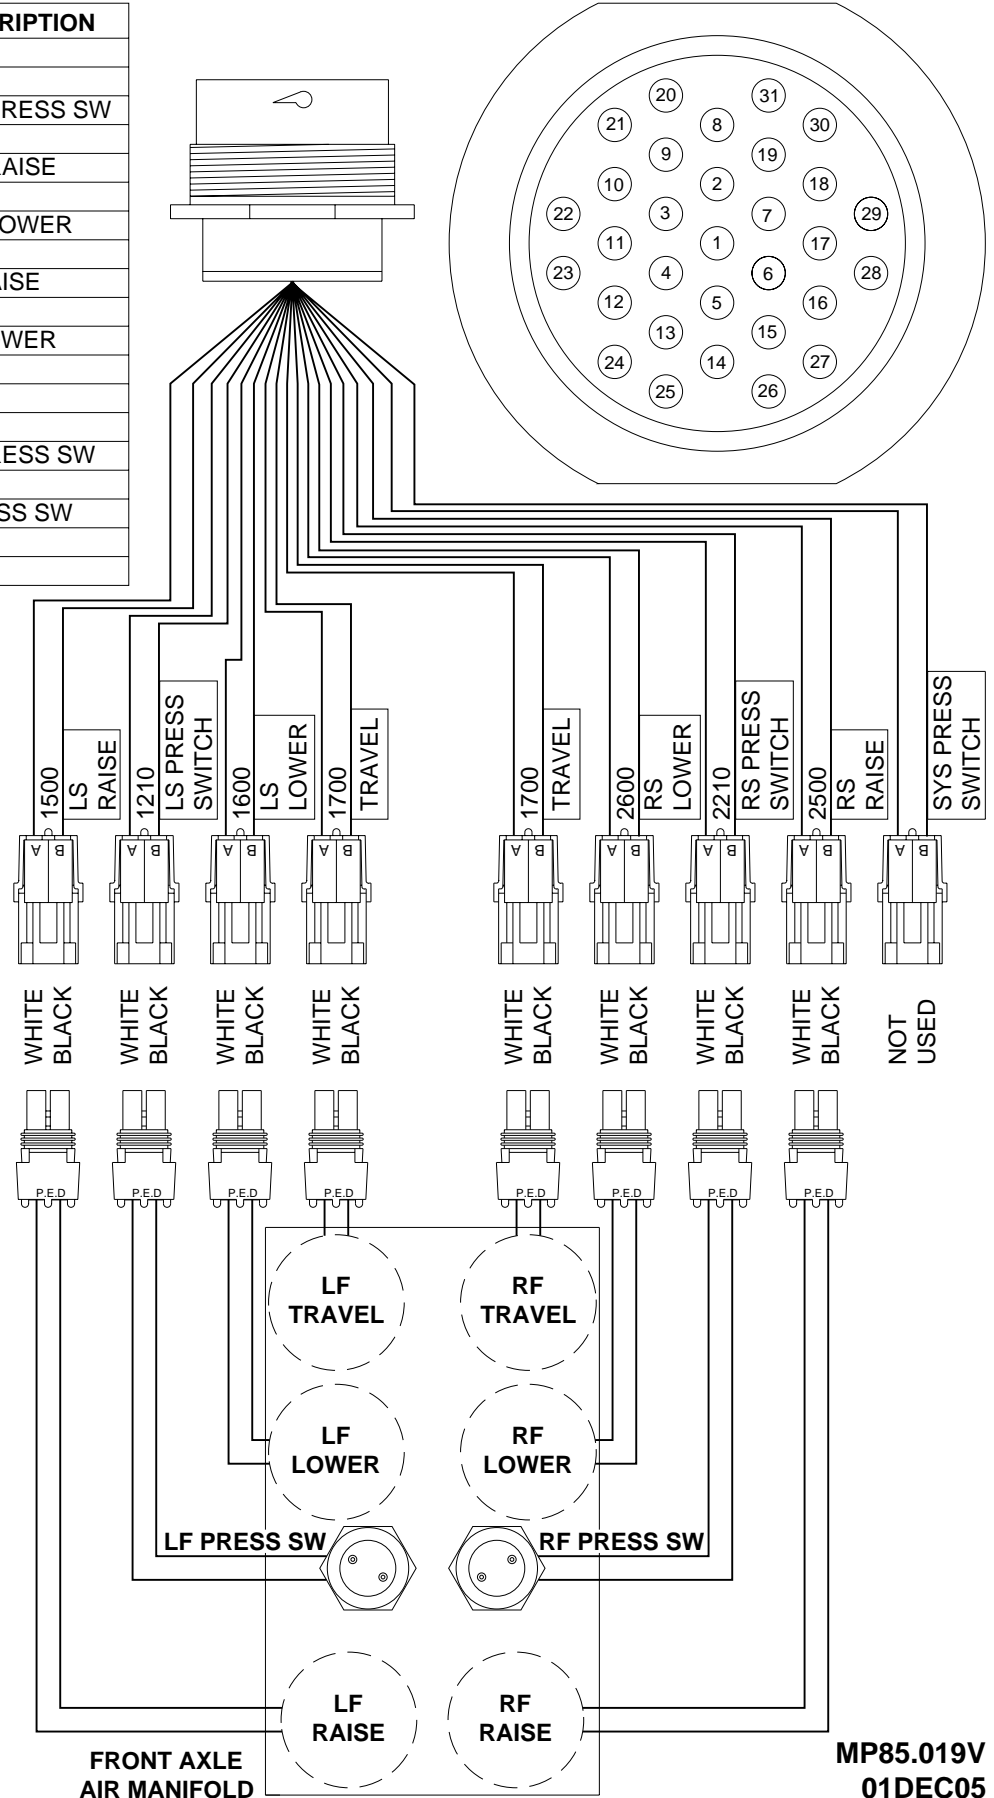 RIPTION
RESS SW
AISE
OWER
ISE
WER
ESS SW
SS SW
20
31
21
8
30
9
19
10
2
18
22
3
7
29
11
1
17
23
4
6
28
12
5
16
13
15
24
14
27
25
26
1500
LS
RAISE
1210
LS PRESS
SWITCH
1600
LS
LOWER
1700
TRAVEL
1700
TRAVEL
2600
RS
LOWER
2210
RS PRESS
SWITCH
2500
RS
RAISE
SYS PRESS
SWITCH
A B
A B
A B
A B
A B
A B
A B
A B
A B
WHITE
BLACK
WHITE
BLACK
WHITE
BLACK
WHITE
BLACK
WHITE
BLACK
WHITE
BLACK
WHITE
BLACK
WHITE
BLACK
NOT
USED
P.E.D
P.E.D
P.E.D
P.E.D
P.E.D
P.E.D
P.E.D
P.E.D
LF
TRAVEL
RF
TRAVEL
LF
LOWER
RF
LOWER
LF PRESS SW
RF PRESS SW
LF
RAISE
RF
RAISE
FRONT AXLE
AIR MANIFOLD
MP85.019V
01DEC05